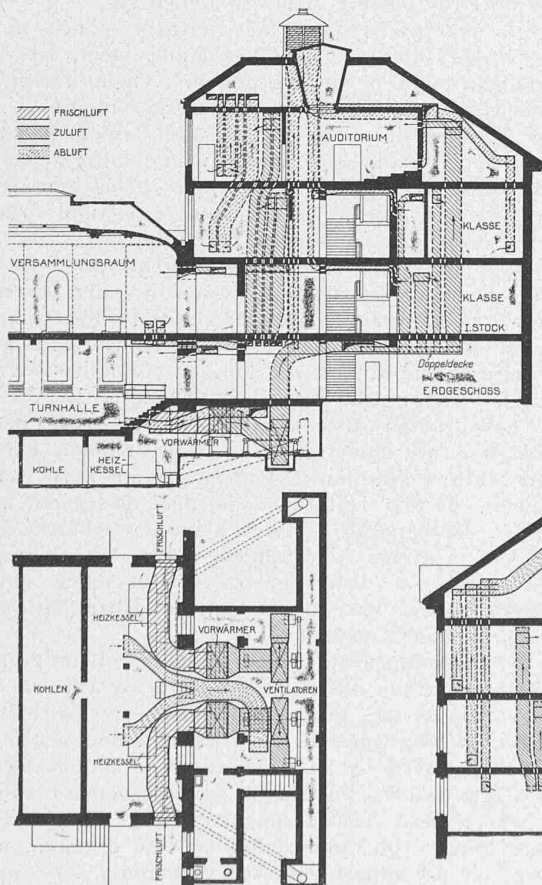 FRISCHLUFT
ZULUFT
ABLUFT
AUDITORIUM
KLASSE
VERSAMMLUNGSRAUM
KLASSE
I. STOCK
Doppeldecke
ERDGESCHOSS
TURNHALLE
VORWÄRMER
KOHLE
HEIZ-
KESSEL
FRISCHLUFT
HEIZKESSEL
VORWÄRMER
KOHLEN
VENTILATOREN
HEIZKESSEL
FRISCHLUFT